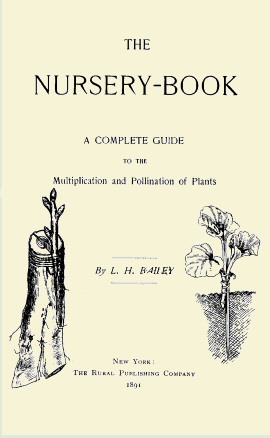 THE
NURSERY-BOOK
A COMPLETE GUIDE
TO THE
Multiplication and Pollination of Plants
By L. H. BAILEY
NEW YORK:
THE RURAL PUBLISHING COMPANY
1891